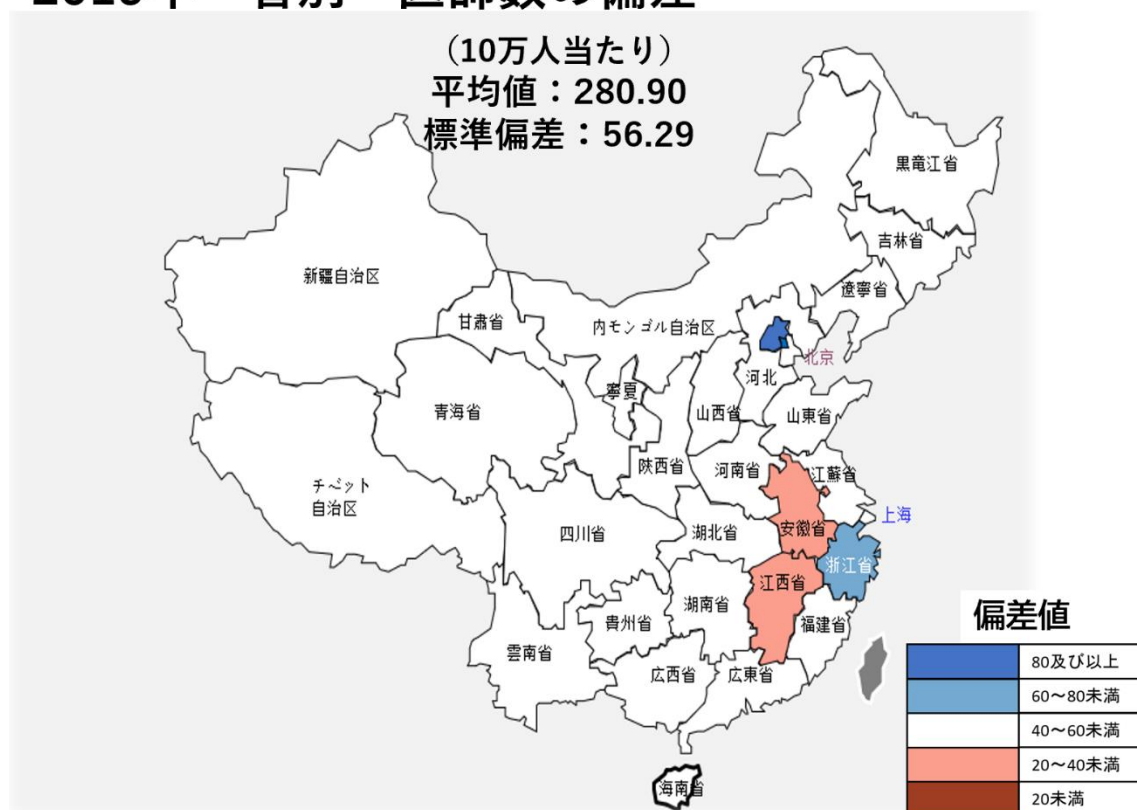 （10万人当たり）
平均値：280.90
標準偏差：56.29
黒竜江省
吉林省
遼寧省
新疆自治区
甘肃省
内モンゴル自治区
北京
河北
寧夏
山西省
山東省
青海省
陕西省
河南省
江蘇省
チベット
自治区
四川省
湖北省
安徽省
上海
浙江省
江西省
湖南省
貴州省
福建省
雲南省
広西省
広東省
海南省
偏差値
80及び以上
60～80未満
40～60未満
20～40未満
20未満